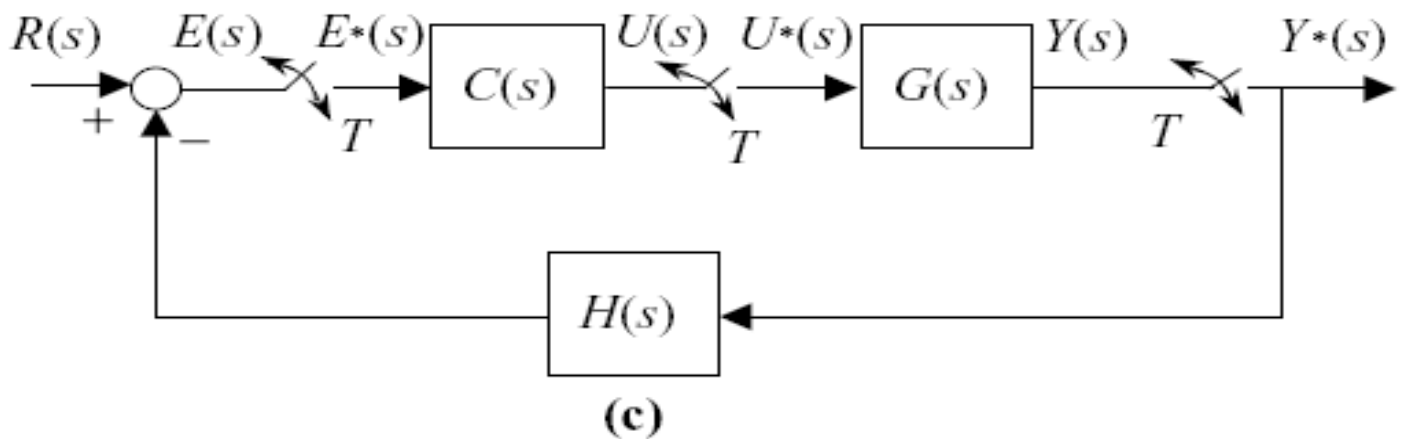 R(s) E(s) E*(s) U(s) U*(s) Y(s) Y*(s)
C(s) G(s)
+ − T T T
H(s)
(c)